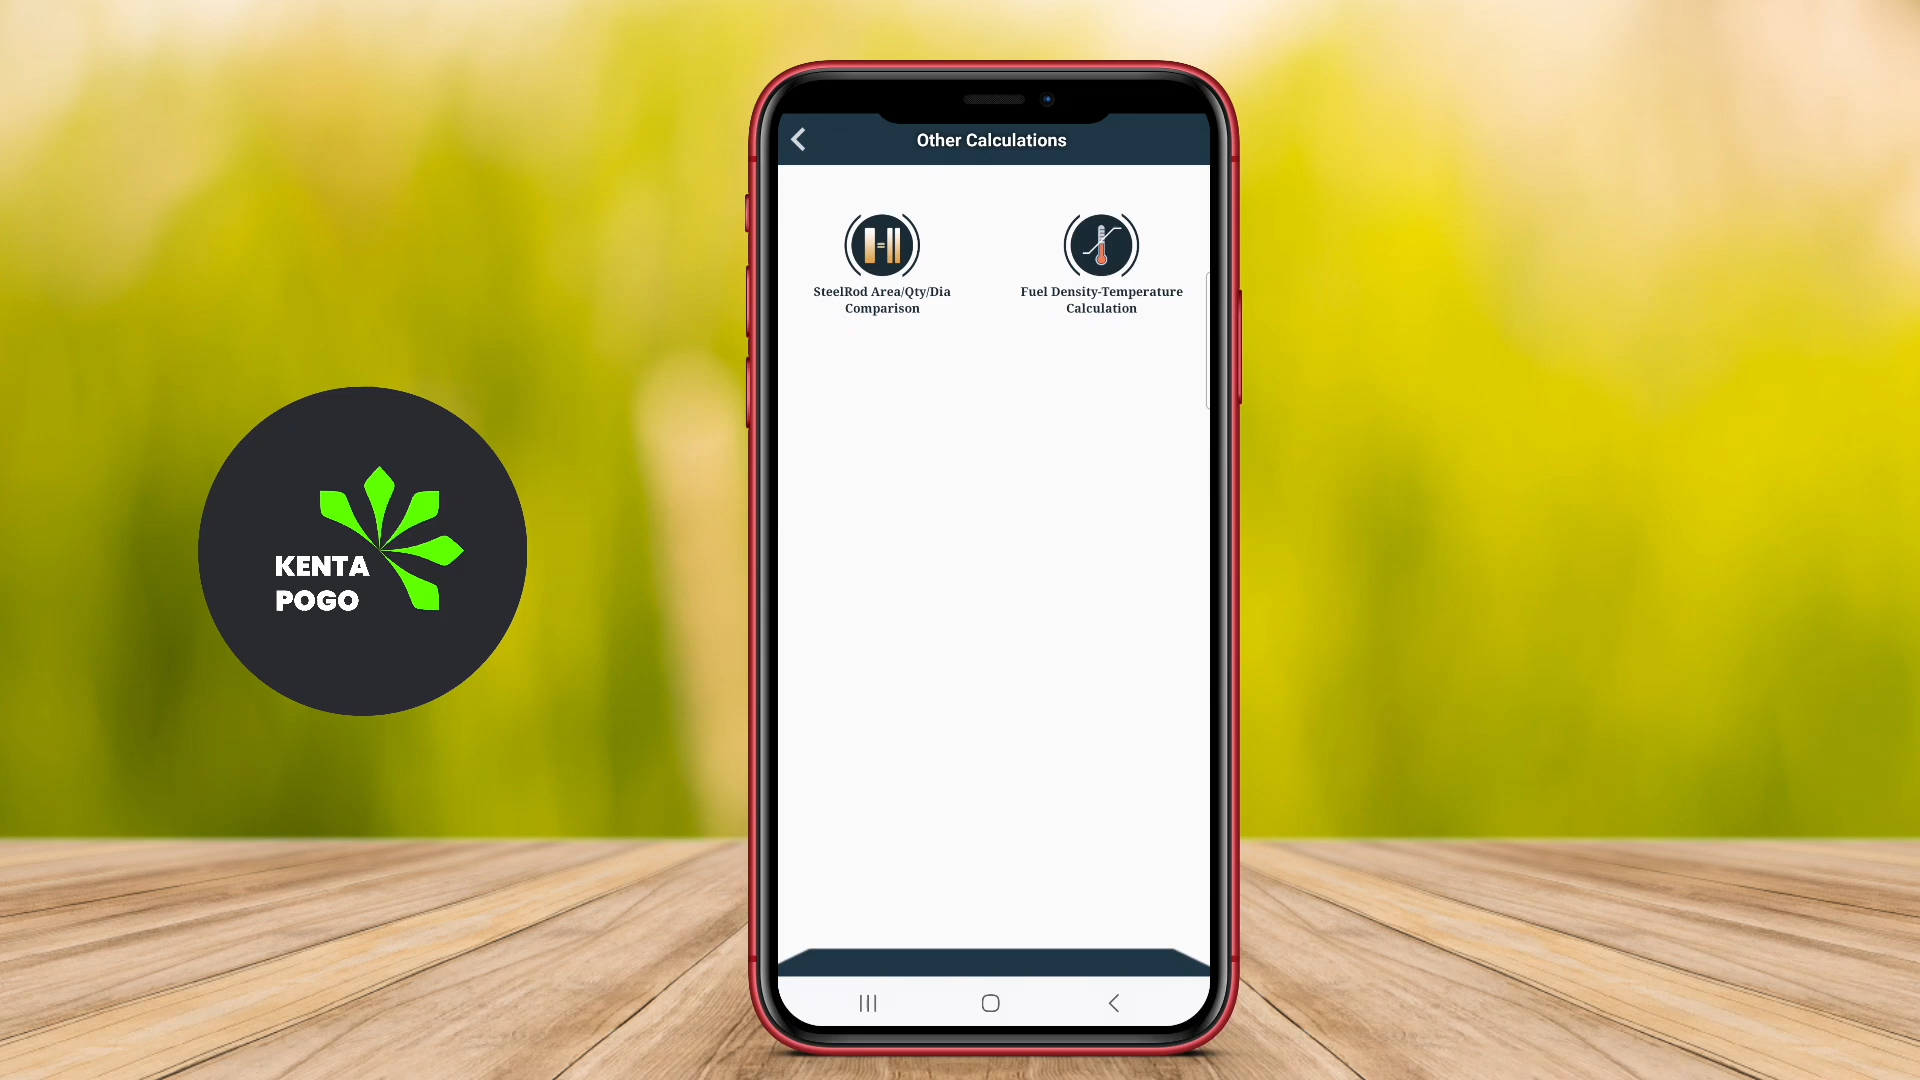 Other Calculations
SteelRod Area/Qty/Dia
Comparison
Fuel Density-Temperature
Calculation
KENTA
POGO